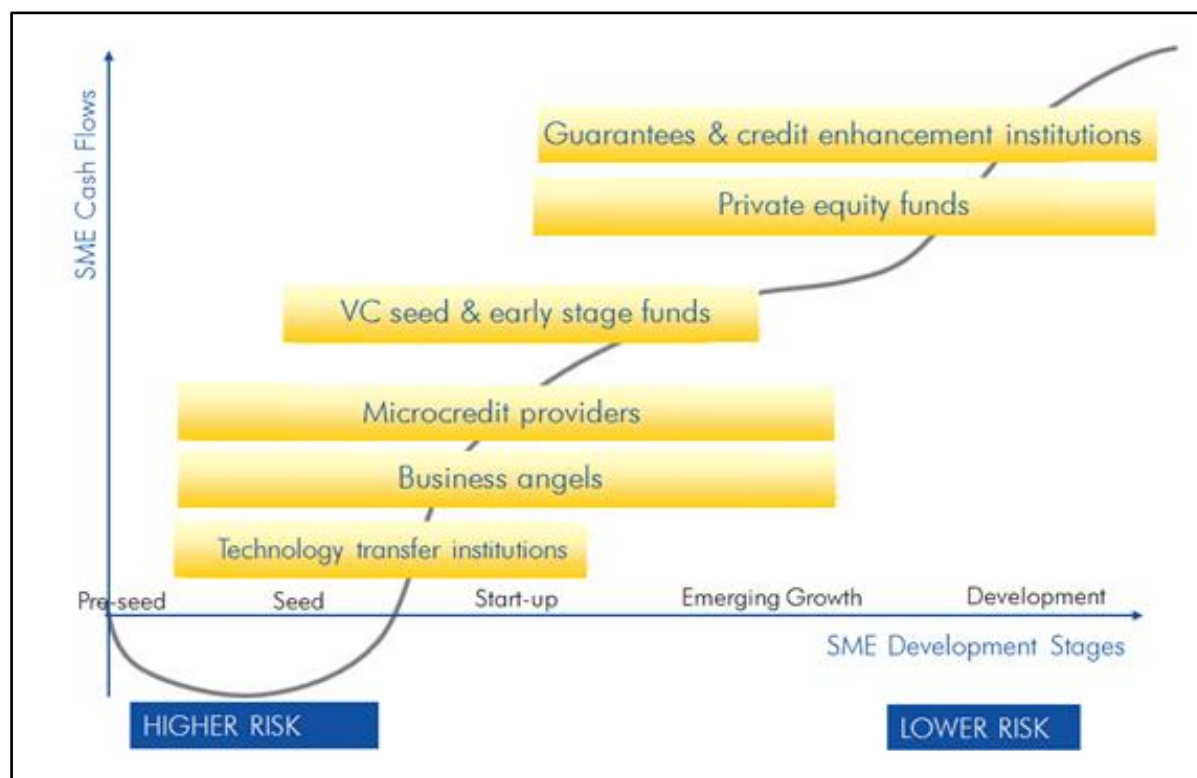 SME Cash Flows
Guarantees & credit enhancement institutions
Private equity funds
VC seed & early stage funds
Microcredit providers
Business angels
Technology transfer institutions
Pre-seed
Seed
Start-up
Emerging Growth
Development
SME Development Stages
HIGHER RISK
LOWER RISK